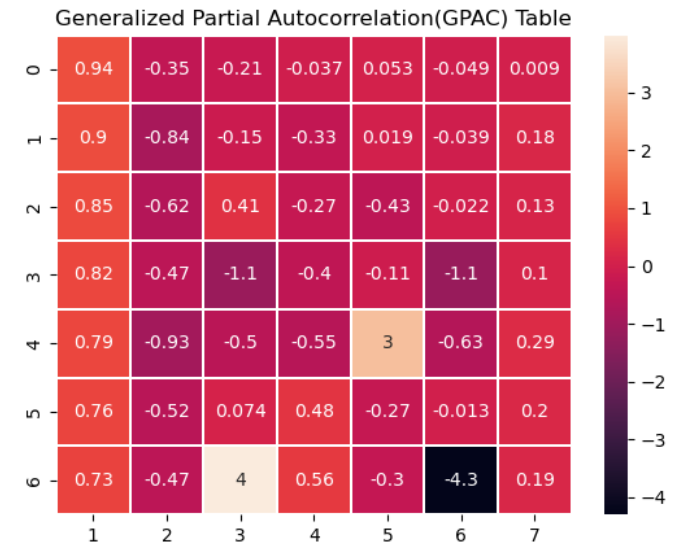 Generalized Partial Autocorrelation(GPAC) Table
0 0.94 -0.35 -0.21 -0.037 0.053 -0.049 0.009
1 0.9 -0.84 -0.15 -0.33 0.019 -0.039 0.18
2 0.85 -0.62 0.41 -0.27 -0.43 -0.022 0.13
3 0.82 -0.47 -1.1 -0.4 -0.11 -1.1 0.1
4 0.79 -0.93 -0.5 -0.55 3 -0.63 0.29
5 0.76 -0.52 0.074 0.48 -0.27 -0.013 0.2
6 0.73 -0.47 4 0.56 -0.3 -4.3 0.19
1 2 3 4 5 6 7
3
2
1
0
−1
−2
−3
−4